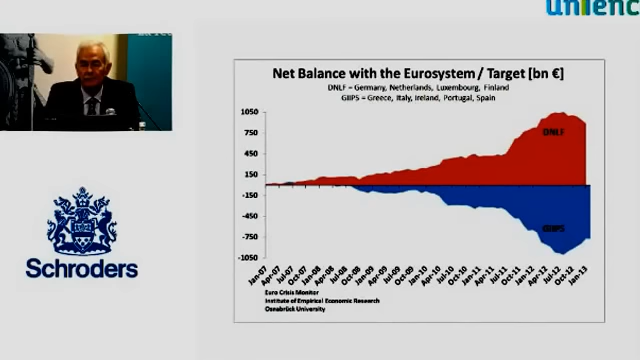 Net Balance with the Eurosystem / Target [bn €]
DNLF = Germany, Netherlands, Luxembourg, Finland
GIIPS = Greece, Italy, Ireland, Portugal, Spain
1050
750
450
150
-150
-450
-750
-1050
DNLF
GIIPS
Jan-07
Apr-07
Jul-07
Oct-07
Jan-08
Apr-08
Jul-08
Oct-08
Jan-09
Apr-09
Jul-09
Oct-09
Jan-10
Apr-10
Jul-10
Oct-10
Jan-11
Apr-11
Jul-11
Oct-11
Jan-12
Apr-12
Jul-12
Oct-12
Jan-13
Euro Crisis Monitor
Institute of Empirical Economic Research
Osnabrück University
Schroders